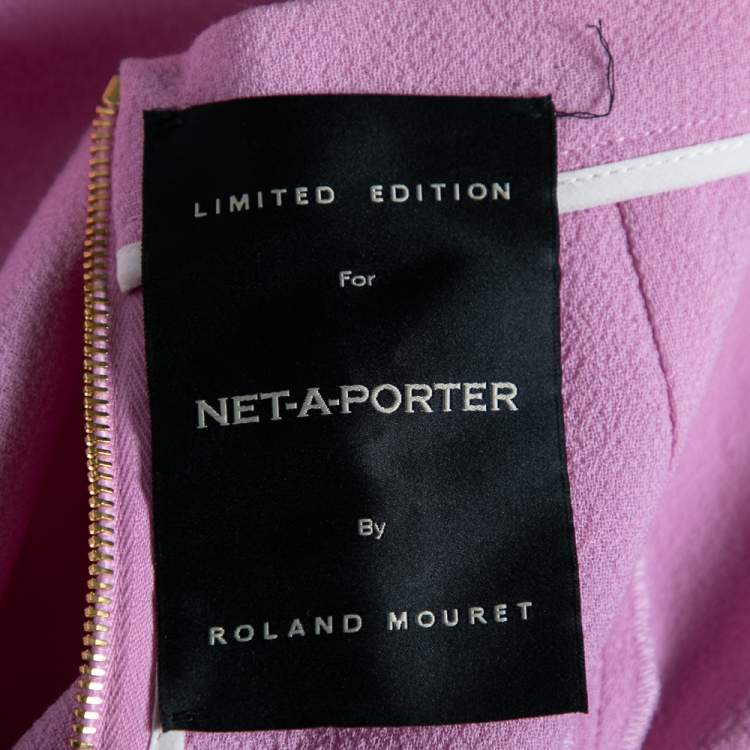 LIMITED EDITION
For
NET-A-PORTER
By
ROLAND MOURET